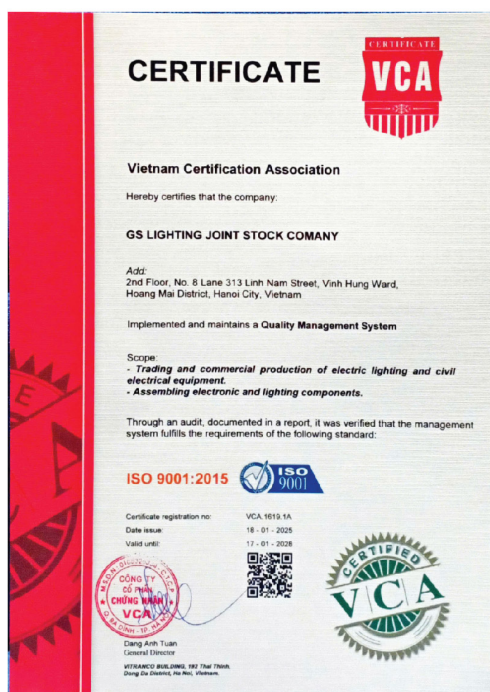 CERTIFICATE
CERTIFICATE
VCA
Vietnam Certification Association
Hereby certifies that the company:
GS LIGHTING JOINT STOCK COMANY
Add:
2nd Floor, No. 8 Lane 313 Linh Nam Street, Vinh Hung Ward,
Hoang Mai District, Hanoi City, Vietnam
Implemented and maintains a Quality Management System
Scope:
- Trading and commercial production of electric lighting and civil
electrical equipment.
- Assembling electronic and lighting components.
Through an audit, documented in a report, it was verified that the management
system fulfills the requirements of the following standard:
ISO 9001:2015
ISO
9001
Certificate registration no: VCA.1619.1A
Date issue: 18 - 01 - 2025
Valid until: 17 - 01 - 2028
CÔNG TY
CỔ PHẦN
CHỨNG NHẬN
VCA
Q. BA ĐÌNH - TP. HÀ NỘI
CERTIFIED
VCA
Dang Anh Tuan
General Director
VITRANCO BUILDING, 192 Thai Thinh,
Dong Da District, Ha Noi, Vietnam.